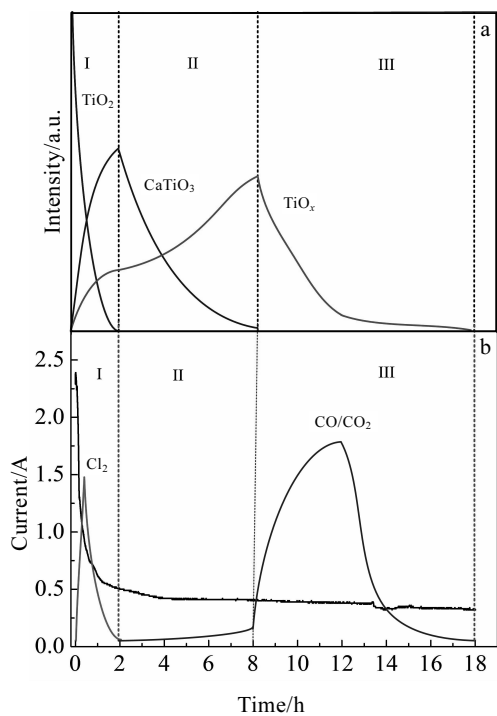 a
I
II
III
TiO₂
CaTiO₃
TiOₓ
Intensity/a.u.
b
2.5
I
II
III
2.0
CO/CO₂
Cl₂
1.5
1.0
0.5
0.0
Current/A
0 2 4 6 8 10 12 14 16 18
Time/h